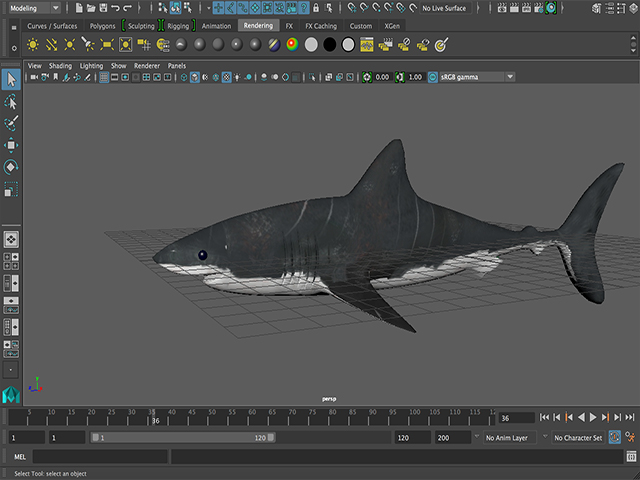 Modeling No Live Surface
Curves / Surfaces Polygons Sculpting Rigging Animation Rendering FX FX Caching Custom XGen
View Shading Lighting Show Renderer Panels
0.00 1.00 sRGB gamma
persp
5 10 15 20 25 30 35 40 45 50 55 60 65 70 75 80 85 90 95 100 105 110 115 12
36 36
1 1 1 120 120 200 No Anim Layer No Character Set
MEL
Select Tool: select an object